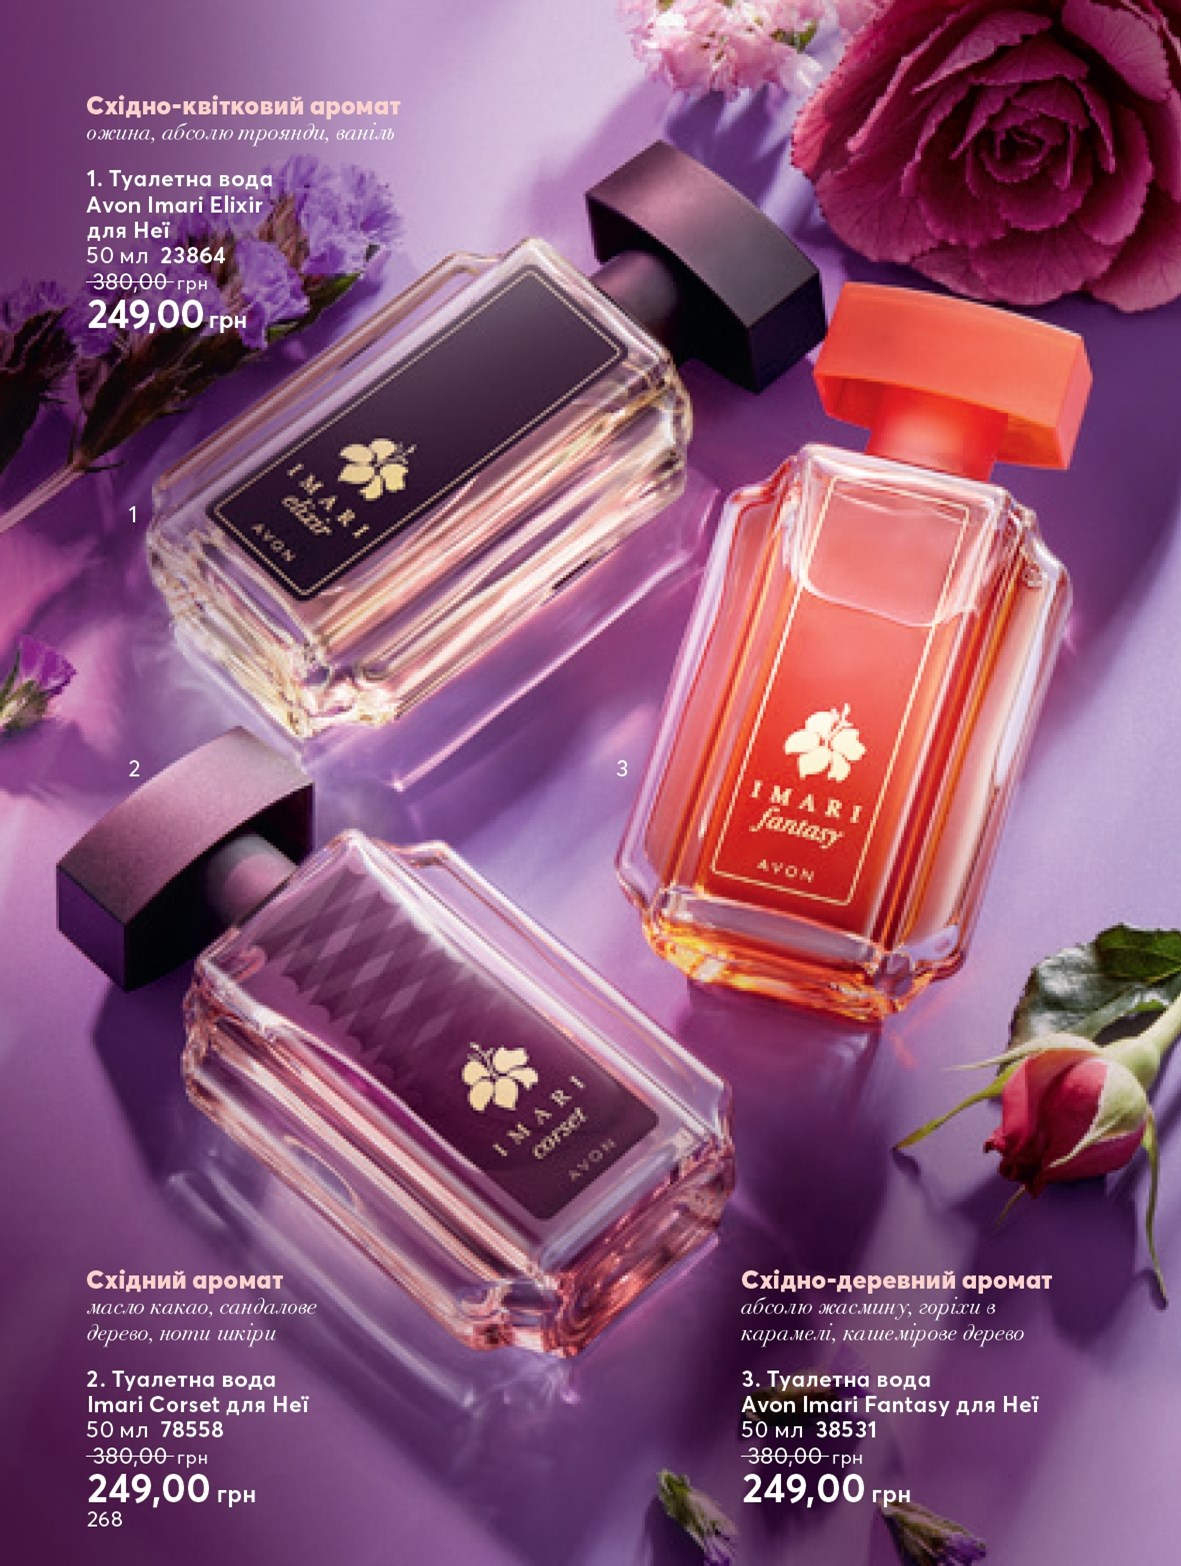 Східно-квітковий аромат
ожина, абсолю троянди, ваніль
1. Туалетна вода
Avon Imari Elixir
для Неї
50 мл 23864
380,00 грн
249,00 грн
IMARI
elixir
AVON
1
2
3
IMARI
fantasy
AVON
IMARI
corset
AVON
Східний аромат
масло какао, сандалове
дерево, ноти шкіри
2. Туалетна вода
Imari Corset для Неї
50 мл 78558
380,00 грн
249,00 грн
268
Східно-деревний аромат
абсолю жасмину, горіхи в
карамелі, кашемірове дерево
3. Туалетна вода
Avon Imari Fantasy для Неї
50 мл 38531
380,00 грн
249,00 грн